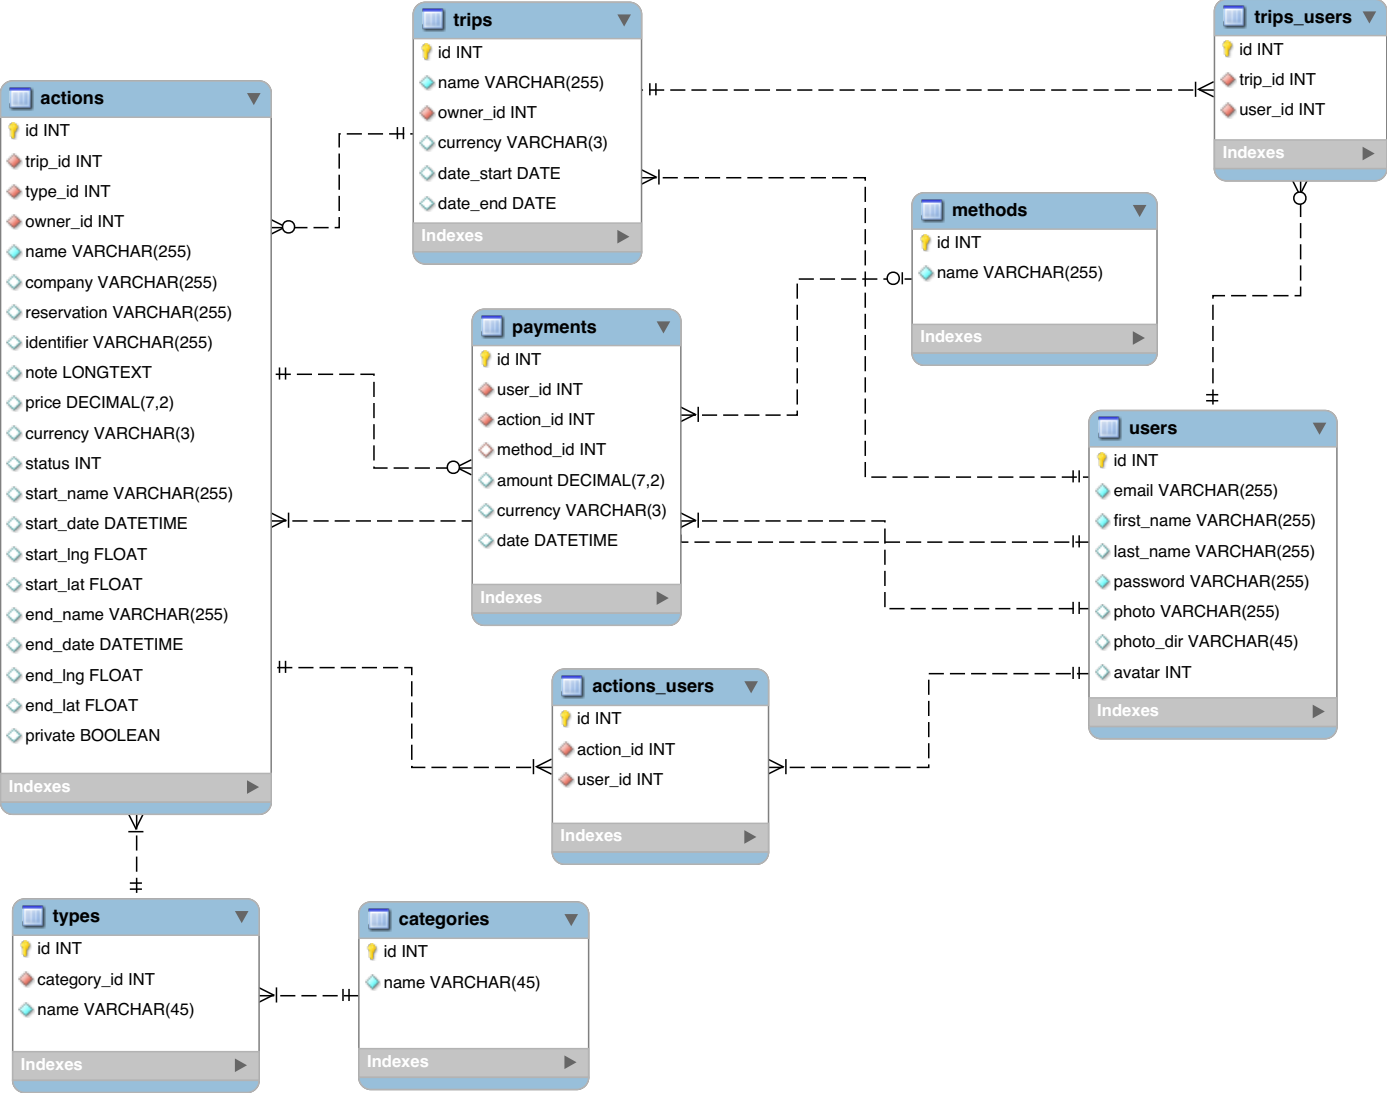 trips
id INT
name VARCHAR(255)
owner_id INT
currency VARCHAR(3)
date_start DATE
date_end DATE
Indexes
trips_users
id INT
trip_id INT
user_id INT
Indexes
actions
id INT
trip_id INT
type_id INT
owner_id INT
name VARCHAR(255)
company VARCHAR(255)
reservation VARCHAR(255)
identifier VARCHAR(255)
note LONGTEXT
price DECIMAL(7,2)
currency VARCHAR(3)
status INT
start_name VARCHAR(255)
start_date DATETIME
start_lng FLOAT
start_lat FLOAT
end_name VARCHAR(255)
end_date DATETIME
end_lng FLOAT
end_lat FLOAT
private BOOLEAN
Indexes
methods
id INT
name VARCHAR(255)
Indexes
payments
id INT
user_id INT
action_id INT
method_id INT
amount DECIMAL(7,2)
currency VARCHAR(3)
date DATETIME
Indexes
users
id INT
email VARCHAR(255)
first_name VARCHAR(255)
last_name VARCHAR(255)
password VARCHAR(255)
photo VARCHAR(255)
photo_dir VARCHAR(45)
avatar INT
Indexes
actions_users
id INT
action_id INT
user_id INT
Indexes
types
id INT
category_id INT
name VARCHAR(45)
Indexes
categories
id INT
name VARCHAR(45)
Indexes